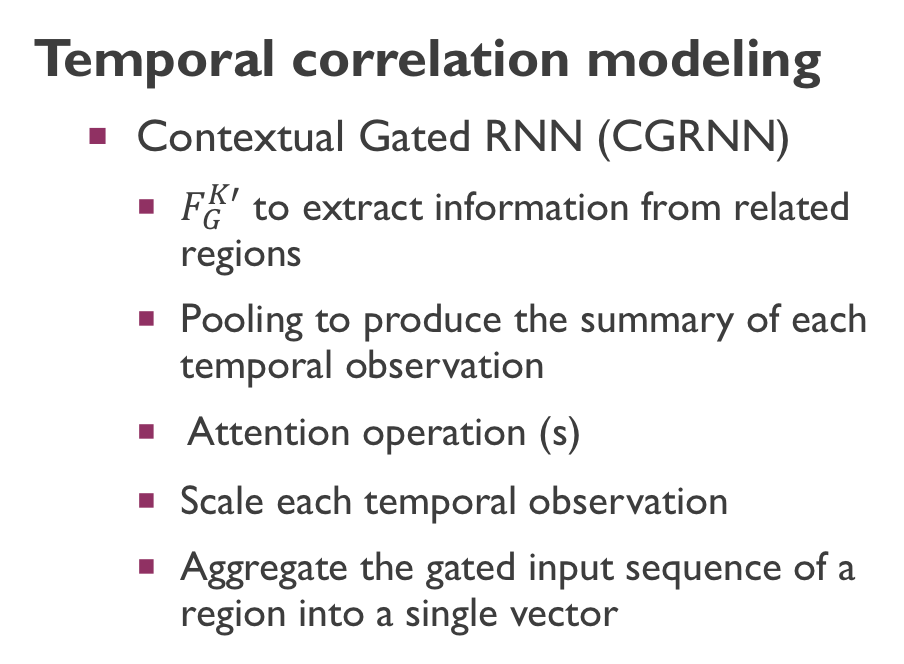 Temporal correlation modeling
▪ Contextual Gated RNN (CGRNN)
▪ $F_G^{K'}$ to extract information from related
regions
▪ Pooling to produce the summary of each
temporal observation
▪ Attention operation (s)
▪ Scale each temporal observation
▪ Aggregate the gated input sequence of a
region into a single vector